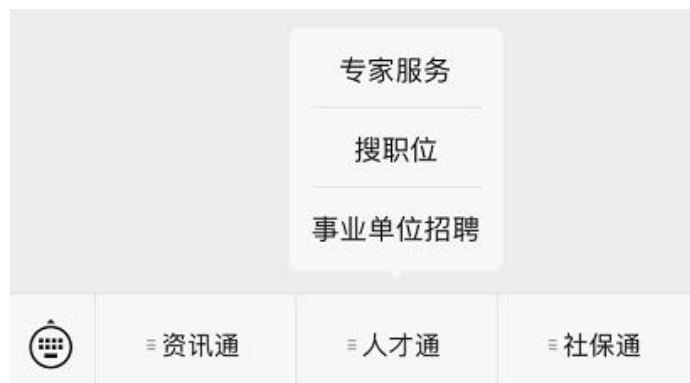 专家服务
搜职位
事业单位招聘
资讯通 人才通 社保通